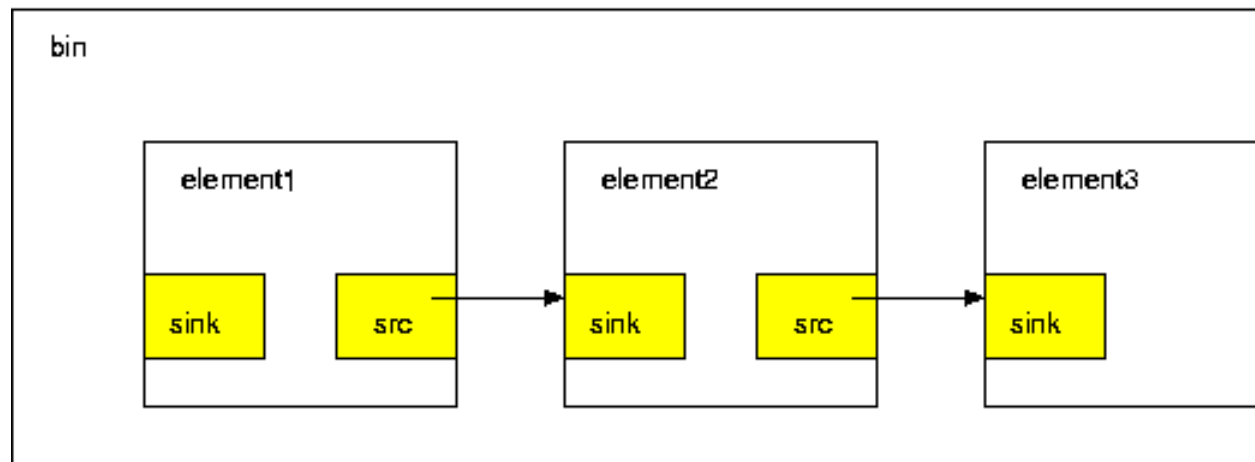 bin
element1
element2
element3
sink
src
sink
src
sink